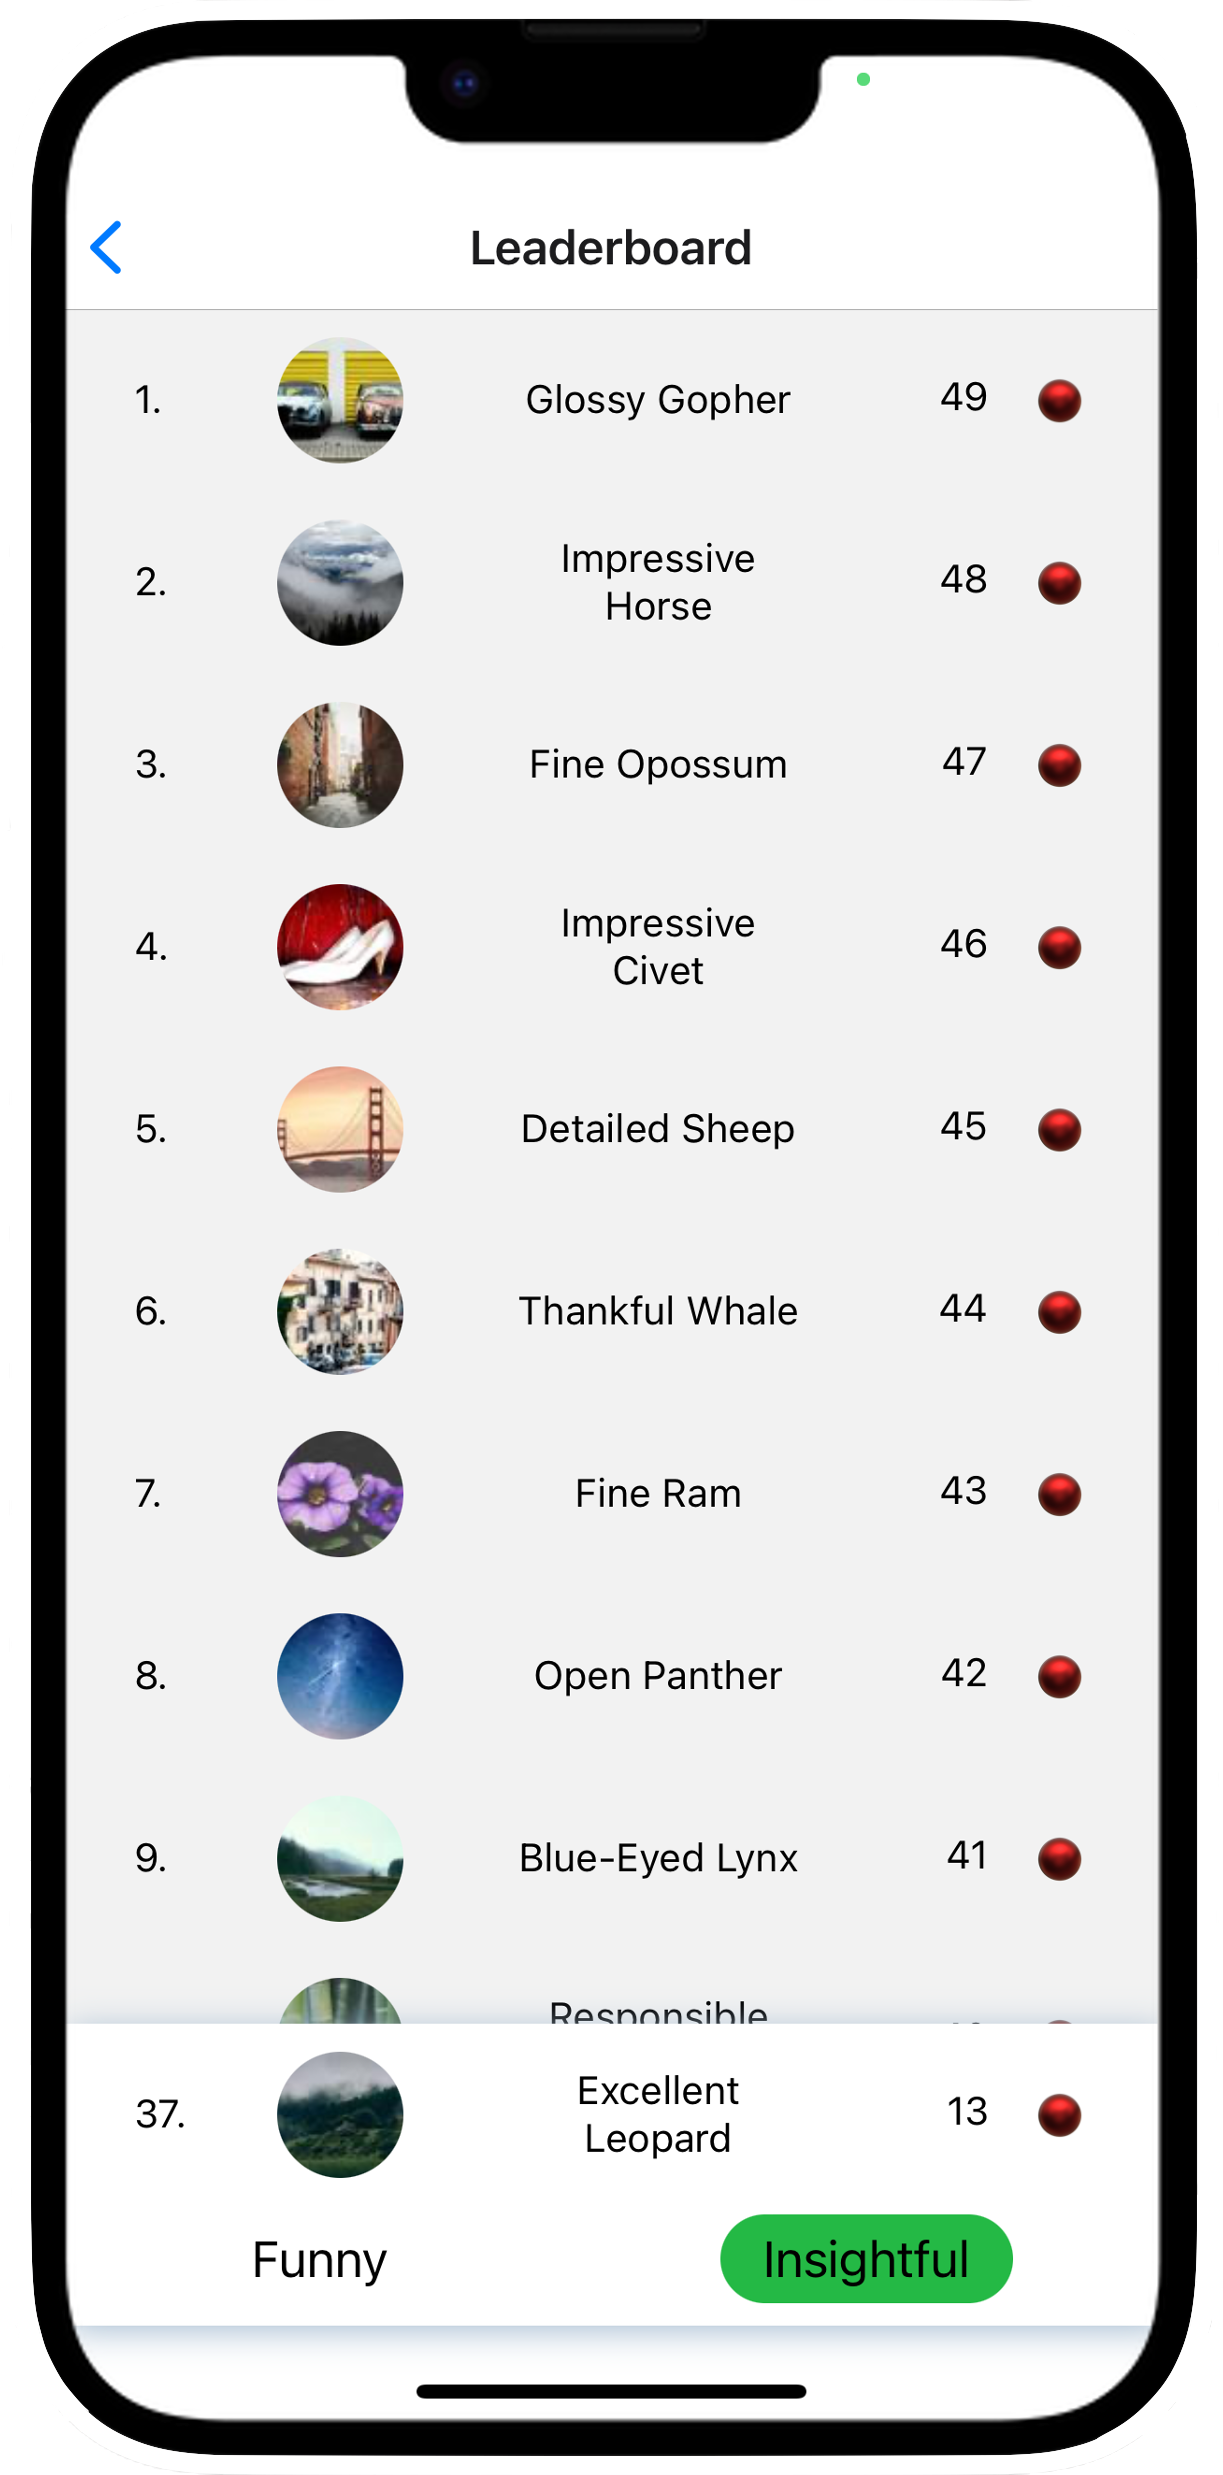 Leaderboard
1. Glossy Gopher 49
2. Impressive 48
Horse
3. Fine Opossum 47
4. Impressive 46
Civet
5. Detailed Sheep 45
6. Thankful Whale 44
7. Fine Ram 43
8. Open Panther 42
9. Blue-Eyed Lynx 41
Responsible
37. Excellent 13
Leopard
Funny Insightful